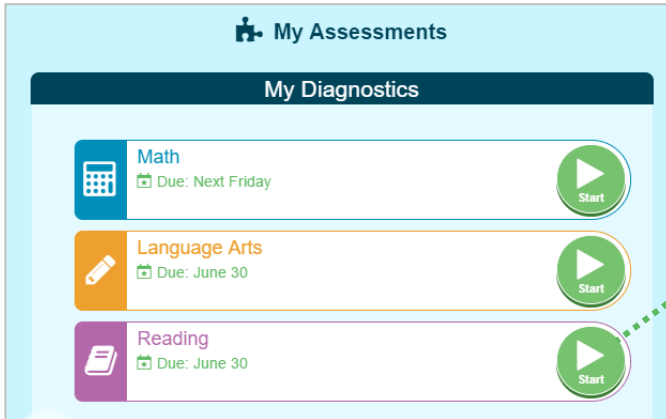 My Assessments
My Diagnostics
Math
Due: Next Friday
Start
Language Arts
Due: June 30
Start
Reading
Due: June 30
Start